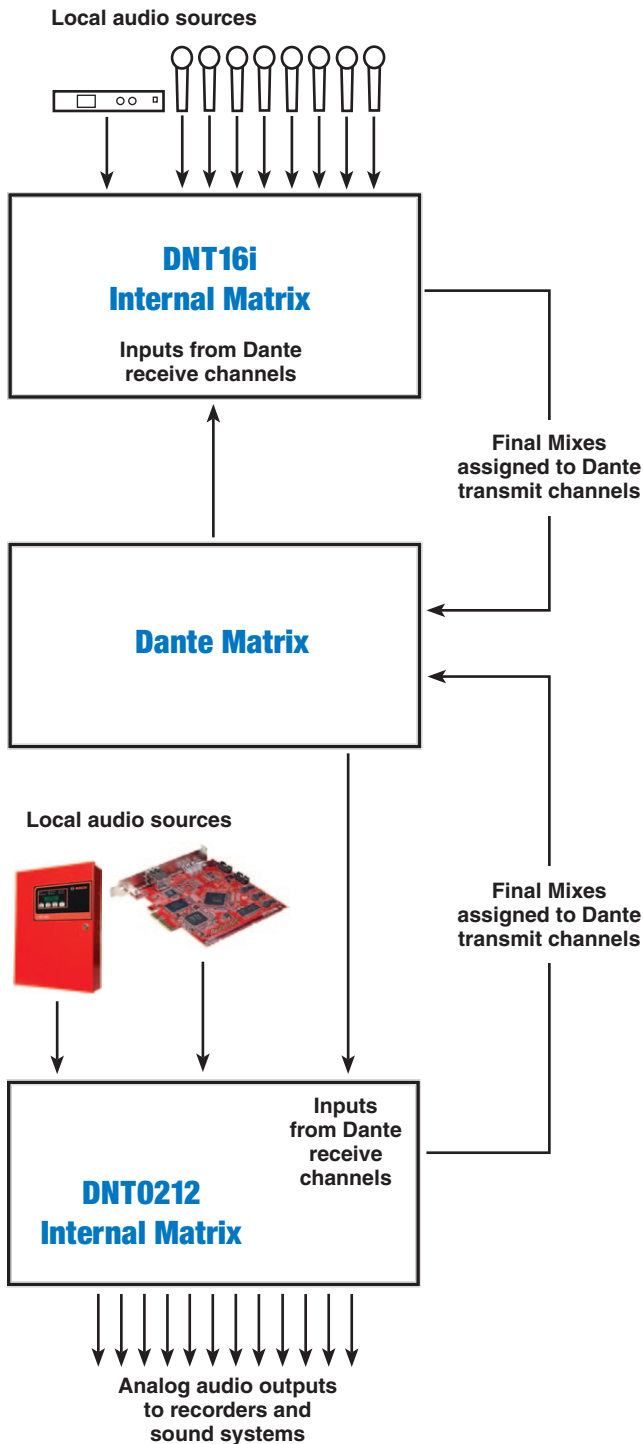 Local audio sources
DNT16i
Internal Matrix
Inputs from Dante
receive channels
Final Mixes
assigned to Dante
transmit channels
Dante Matrix
Local audio sources
Final Mixes
assigned to Dante
transmit channels
Inputs
from Dante
receive
channels
DNT0212
Internal Matrix
Analog audio outputs
to recorders and
sound systems